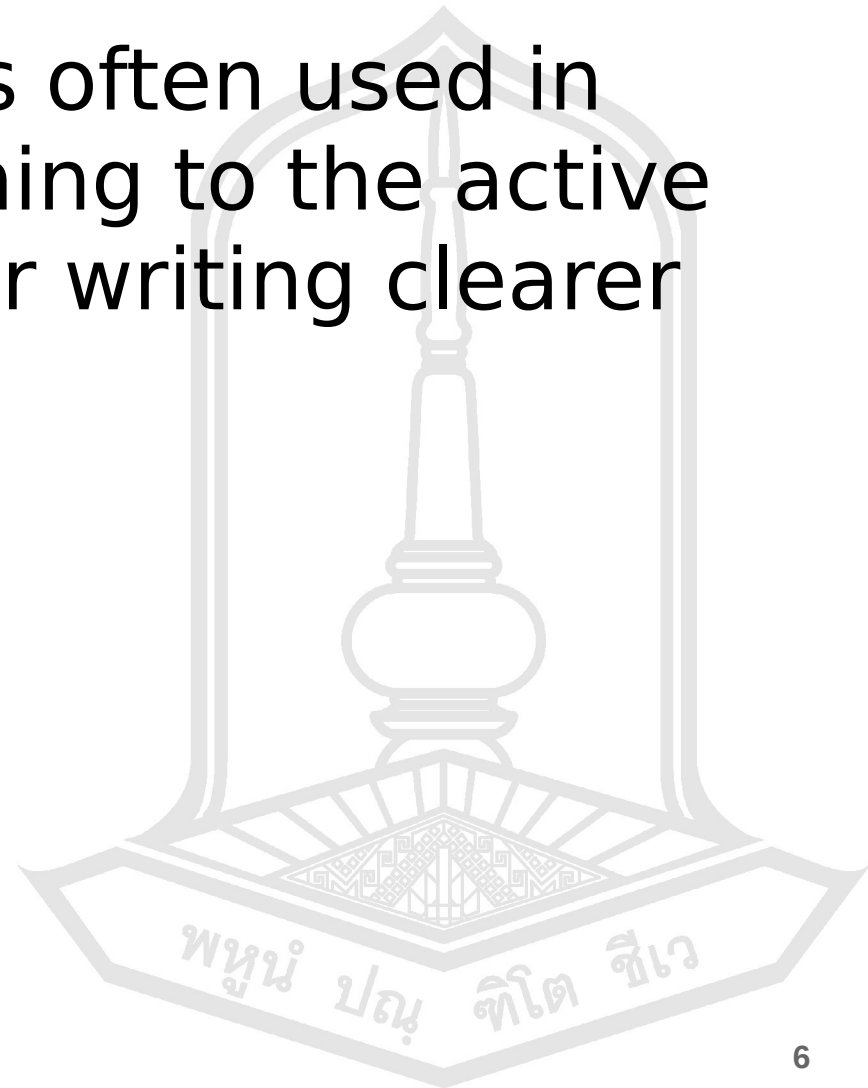 s often used in
ning to the active
r writing clearer
พหูนํ ปณฺ ฑิโต ชีเว
6